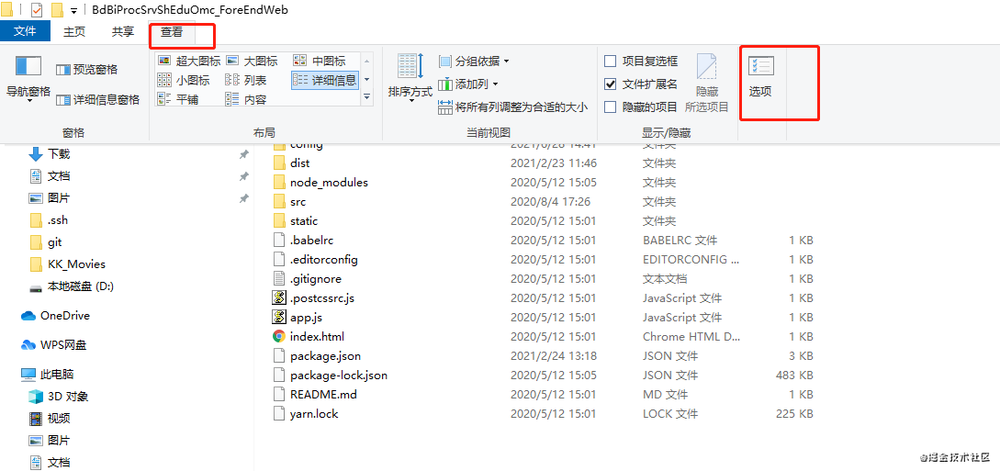 BdBiProcSrvShEduOmc_ForeEndWeb
文件 主页 共享 查看
导航窗格
预览窗格
详细信息窗格
窗格
超大图标 大图标 中图标
小图标 列表 详细信息
平铺 内容
布局
排序方式
分组依据
添加列
将所有列调整为合适的大小
当前视图
项目复选框
文件扩展名
隐藏的项目
隐藏
所选项目
显示/隐藏
选项
下载
文档
图片
.ssh
git
KK_Movies
本地磁盘 (D:)
OneDrive
WPS网盘
此电脑
3D 对象
视频
图片
文档
config 2021/6/28 14:41 文件夹
dist 2021/2/23 11:46 文件夹
node_modules 2020/5/12 15:05 文件夹
src 2020/8/4 17:26 文件夹
static 2020/5/12 15:01 文件夹
.babelrc 2020/5/12 15:01 BABELRC 文件 1 KB
.editorconfig 2020/5/12 15:01 EDITORCONFIG ... 1 KB
.gitignore 2020/5/12 15:01 文本文档 1 KB
.postcssrc.js 2020/5/12 15:01 JavaScript 文件 1 KB
app.js 2020/5/12 15:01 JavaScript 文件 1 KB
index.html 2020/5/12 15:01 Chrome HTML D... 1 KB
package.json 2021/2/24 13:18 JSON 文件 3 KB
package-lock.json 2020/5/12 15:05 JSON 文件 483 KB
README.md 2020/5/12 15:01 MD 文件 1 KB
yarn.lock 2020/5/12 15:01 LOCK 文件 225 KB
@掘金技术社区